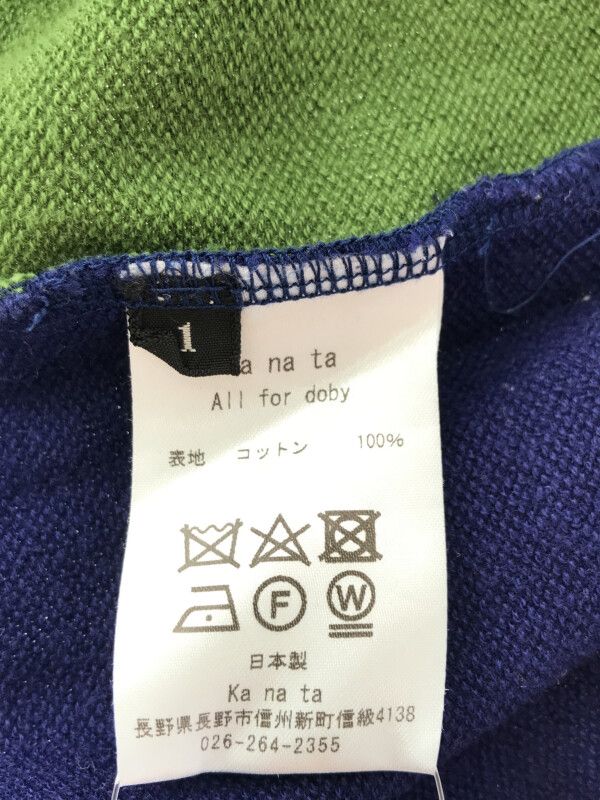 1
a na ta
All for doby
表地 コットン 100%
F W
日本製
Ka na ta
長野県長野市信州新町信級4138
026-264-2355